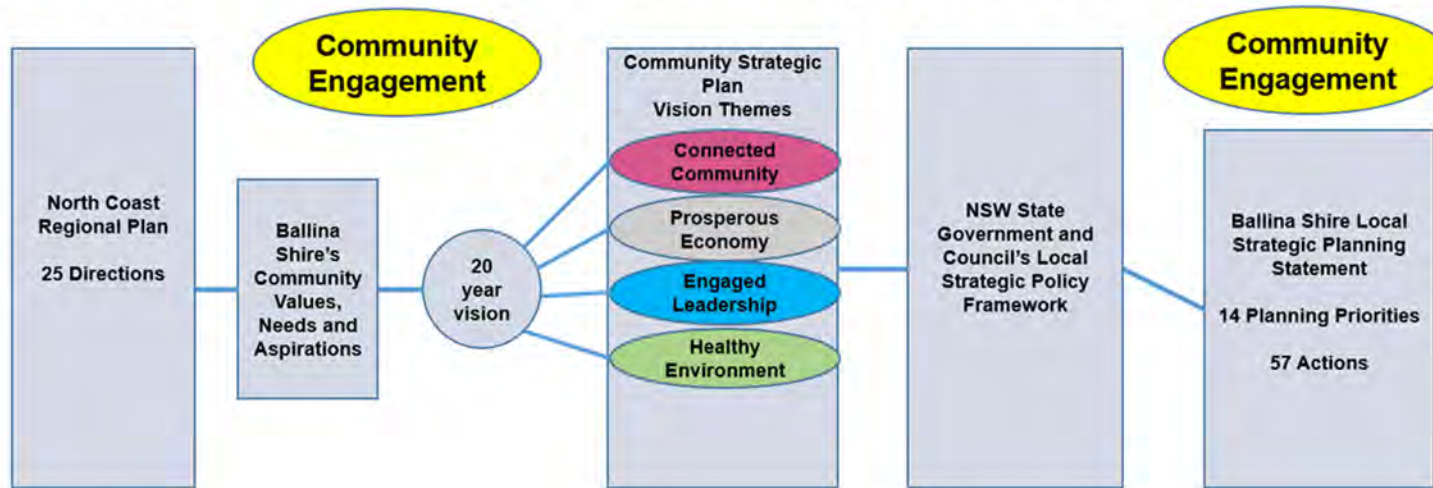 Community
Engagement
North Coast
Regional Plan
25 Directions
Ballina
Shire's
Community
Values,
Needs and
Aspirations
20
year
vision
Community Strategic
Plan
Vision Themes
Connected
Community
Prosperous
Economy
Engaged
Leadership
Healthy
Environment
NSW State
Government and
Council's Local
Strategic Policy
Framework
Community
Engagement
Ballina Shire Local
Strategic Planning
Statement
14 Planning Priorities
57 Actions